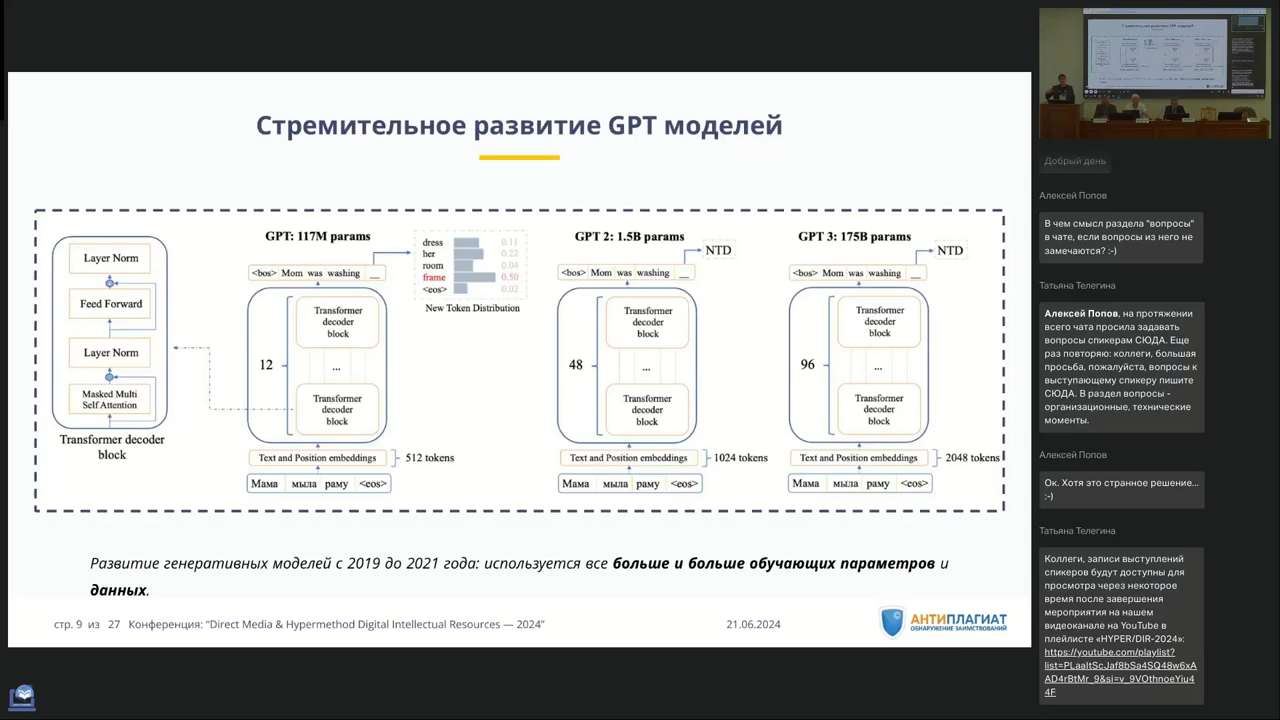 Стремительное развитие GPT моделей
Layer Norm
Feed Forward
Layer Norm
Masked Multi
Self Attention
Transformer decoder
block
GPT: 117M params
<bos> Mom was washing __
12
Transformer
decoder
block
...
Transformer
decoder
block
Text and Position embeddings
512 tokens
Мама мыла раму <eos>
dress 0.11
her 0.22
room 0.04
frame 0.50
<eos> 0.02
New Token Distribution
GPT 2: 1.5B params
NTD
<bos> Mom was washing __
48
Transformer
decoder
block
...
Transformer
decoder
block
Text and Position embeddings
1024 tokens
Мама мыла раму <eos>
GPT 3: 175B params
NTD
<bos> Mom was washing __
96
Transformer
decoder
block
...
Transformer
decoder
block
Text and Position embeddings
2048 tokens
Мама мыла раму <eos>
Развитие генеративных моделей с 2019 до 2021 года: используется все больше и больше обучающих параметров и
данных.
стр. 9 из 27 Конференция: “Direct Media & Hypermethod Digital Intellectual Resources — 2024”
21.06.2024
АНТИПЛАГИАТ
ОБНАРУЖЕНИЕ ЗАИМСТВОВАНИЙ
Добрый день
Алексей Попов
В чем смысл раздела "вопросы"
в чате, если вопросы из него не
замечаются? :-)
Татьяна Телегина
Алексей Попов, на протяжении
всего чата просила задавать
вопросы спикерам СЮДА. Еще
раз повторяю: коллеги, большая
просьба, пожалуйста, вопросы к
выступающему спикеру пишите
СЮДА. В раздел вопросы -
организационные, технические
моменты.
Алексей Попов
Ок. Хотя это странное решение...
:-)
Татьяна Телегина
Коллеги, записи выступлений
спикеров будут доступны для
просмотра через некоторое
время после завершения
мероприятия на нашем
видеоканале на YouTube в
плейлисте «HYPER/DIR-2024»:
https://youtube.com/playlist?
list=PLaaItScJaf8bSa4SQ48w6xA
AD4rBtMr_9&si=v_9VOthnoeYiu4
4F